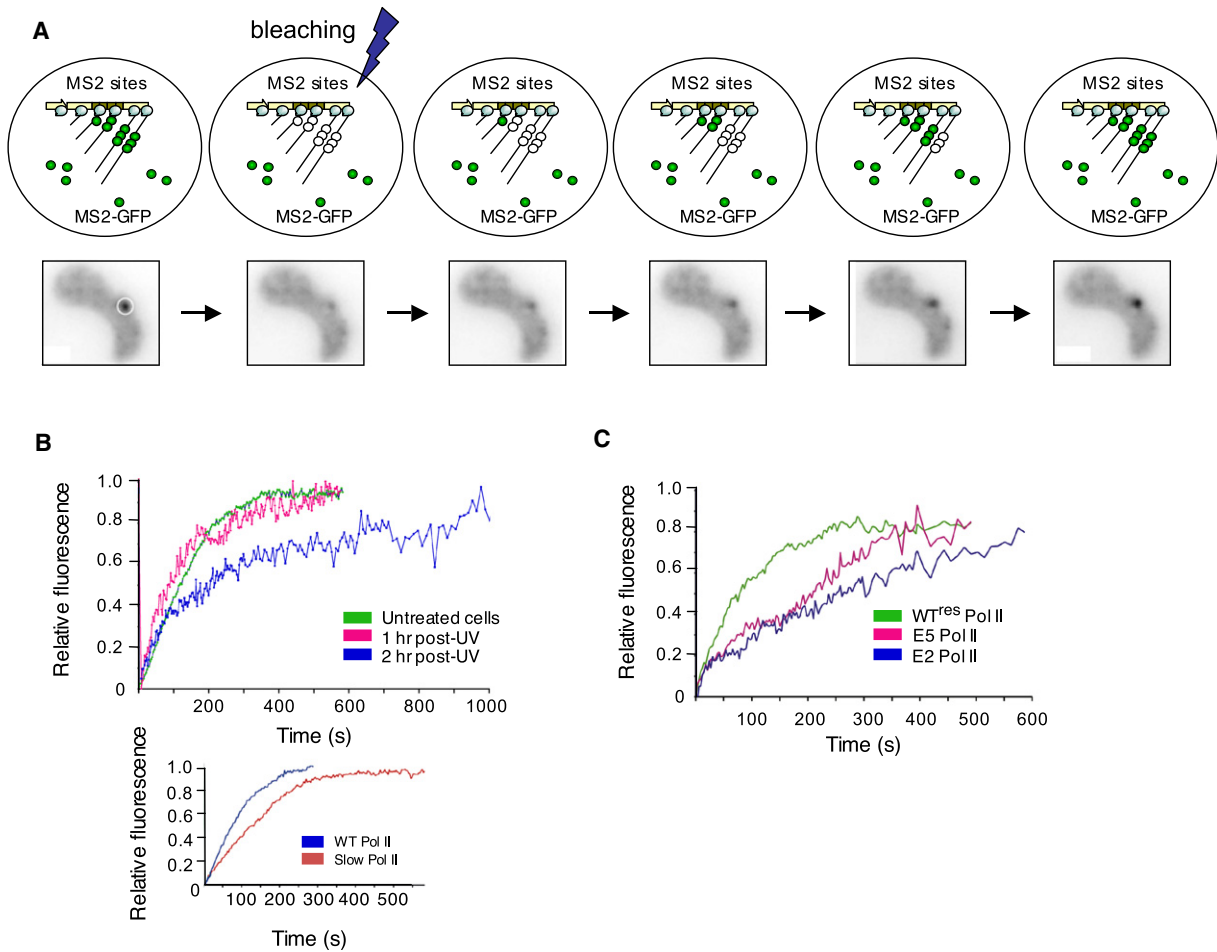 A
bleaching
MS2 sites
MS2 sites
MS2 sites
MS2 sites
MS2 sites
MS2 sites
MS2-GFP
MS2-GFP
MS2-GFP
MS2-GFP
MS2-GFP
MS2-GFP
B
Relative fluorescence
1.0
0.8
0.6
0.4
0.2
0
Untreated cells
1 hr post-UV
2 hr post-UV
200
400
600
800
1000
Time (s)
Relative fluorescence
1.0
0.8
0.6
0.4
0.2
0
WT Pol II
Slow Pol II
100
200
300
400
500
Time (s)
C
Relative fluorescence
1.0
0.8
0.6
0.4
0.2
0
WTres Pol II
E5 Pol II
E2 Pol II
100
200
300
400
500
600
Time (s)